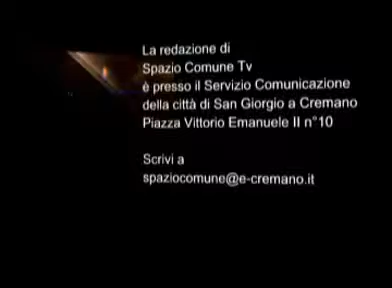 La redazione di
Spazio Comune Tv
è presso il Servizio Comunicazione
della città di San Giorgio a Cremano
Piazza Vittorio Emanuele II n°10
Scrivi a
spaziocomune@e-cremano.it